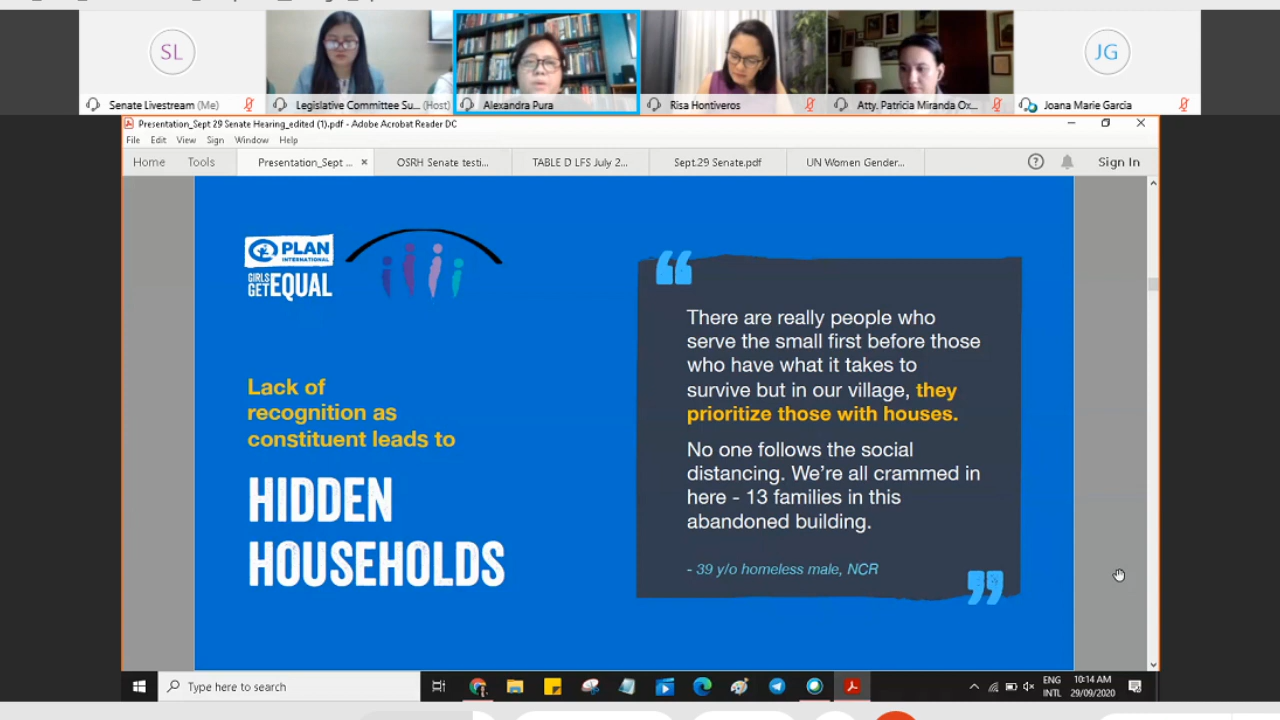 SL
JG
Senate Livestream (Me)
Legislative Committee Su... (Host)
Alexandra Pura
Risa Hontiveros
Atty. Patricia Miranda Ox...
Joana Marie Garcia
Presentation_Sept 29 Senate Hearing_edited (1).pdf - Adobe Acrobat Reader DC
File Edit View Sign Window Help
Home Tools Presentation_Sept ... × OSRH Senate testi... TABLE D LFS July 2... Sept.29 Senate.pdf UN Women Gender... Sign In
PLAN
INTERNATIONAL
GIRLS
GET EQUAL
Lack of
recognition as
constituent leads to
HIDDEN
HOUSEHOLDS
“
There are really people who
serve the small first before those
who have what it takes to
survive but in our village, they
prioritize those with houses.
No one follows the social
distancing. We're all crammed in
here - 13 families in this
abandoned building.
- 39 y/o homeless male, NCR
”
Type here to search
ENG
INTL
10:14 AM
29/09/2020